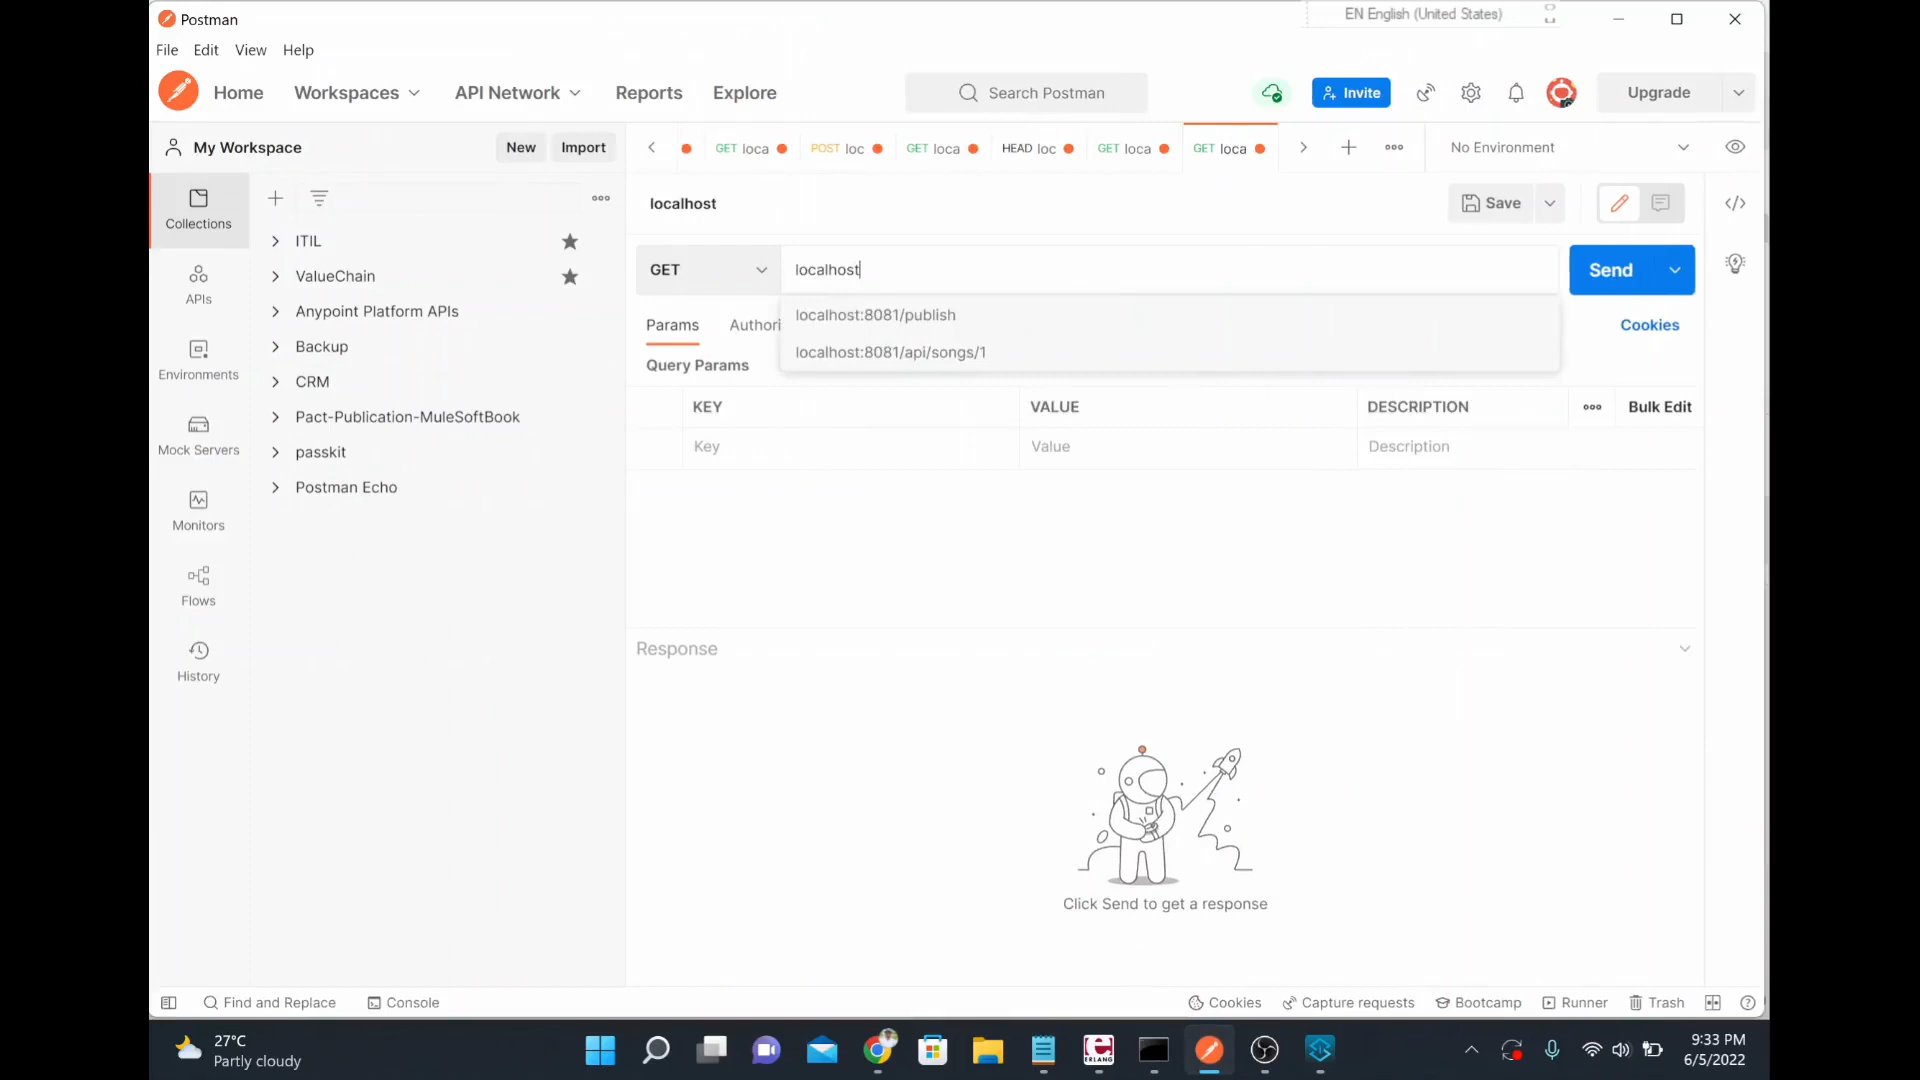 Postman
EN English (United States)
File Edit View Help
Home Workspaces API Network Reports Explore Search Postman Invite Upgrade
My Workspace New Import GET loca POST loc GET loca HEAD loc GET loca GET loca No Environment
Collections
localhost Save
ITIL
ValueChain
Anypoint Platform APIs
Backup
CRM
Pact-Publication-MuleSoftBook
passkit
Postman Echo
APIs
Environments
Mock Servers
Monitors
Flows
History
GET localhost Send
localhost:8081/publish
localhost:8081/api/songs/1
Params Authori Cookies
Query Params
KEY VALUE DESCRIPTION Bulk Edit
Key Value Description
Response
Click Send to get a response
Find and Replace Console Cookies Capture requests Bootcamp Runner Trash
27°C
Partly cloudy
ERLANG
9:33 PM
6/5/2022